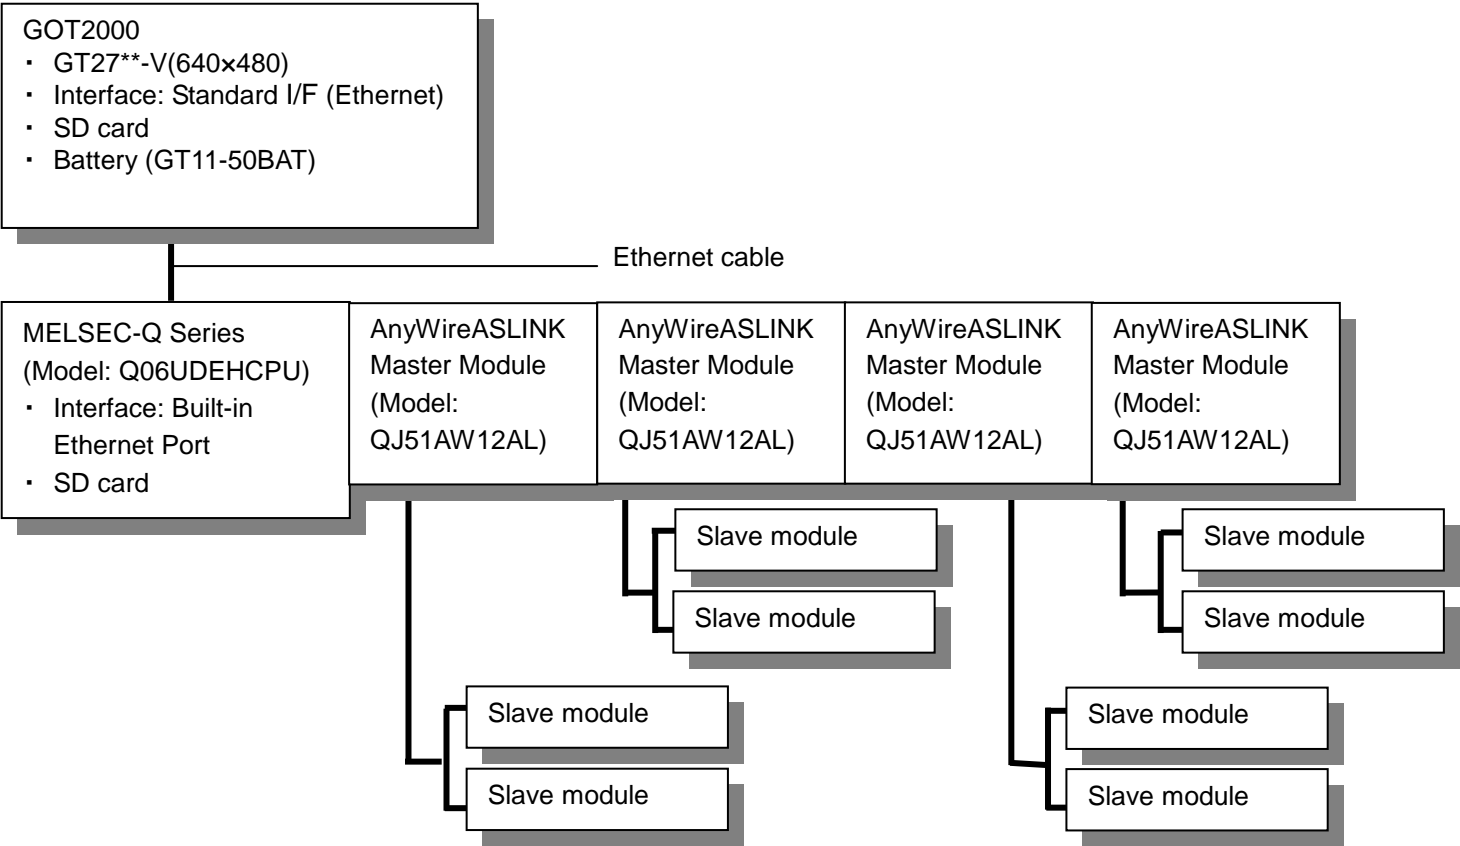 GOT2000
・ GT27**-V(640×480)
・ Interface: Standard I/F (Ethernet)
・ SD card
・ Battery (GT11-50BAT)
Ethernet cable
MELSEC-Q Series
(Model: Q06UDEHCPU)
・ Interface: Built-in
Ethernet Port
・ SD card
AnyWireASLINK
Master Module
(Model:
QJ51AW12AL)
AnyWireASLINK
Master Module
(Model:
QJ51AW12AL)
AnyWireASLINK
Master Module
(Model:
QJ51AW12AL)
AnyWireASLINK
Master Module
(Model:
QJ51AW12AL)
Slave module
Slave module
Slave module
Slave module
Slave module
Slave module
Slave module
Slave module